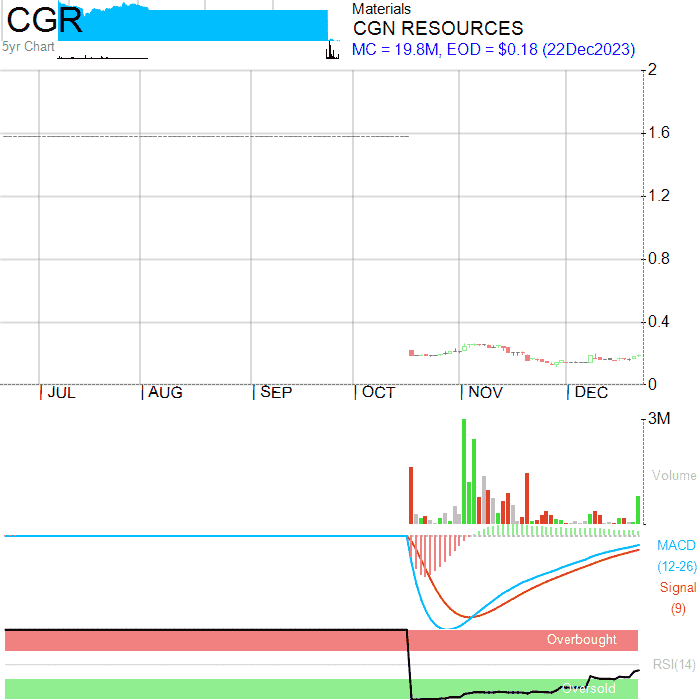 CGR
5yr Chart
Materials
CGN RESOURCES
MC = 19.8M, EOD = $0.18 (22Dec2023)
2
1.6
1.2
0.8
0.4
0
JUL AUG SEP OCT NOV DEC
3M
Volume
MACD
(12-26)
Signal
(9)
Overbought
RSI(14)
Oversold